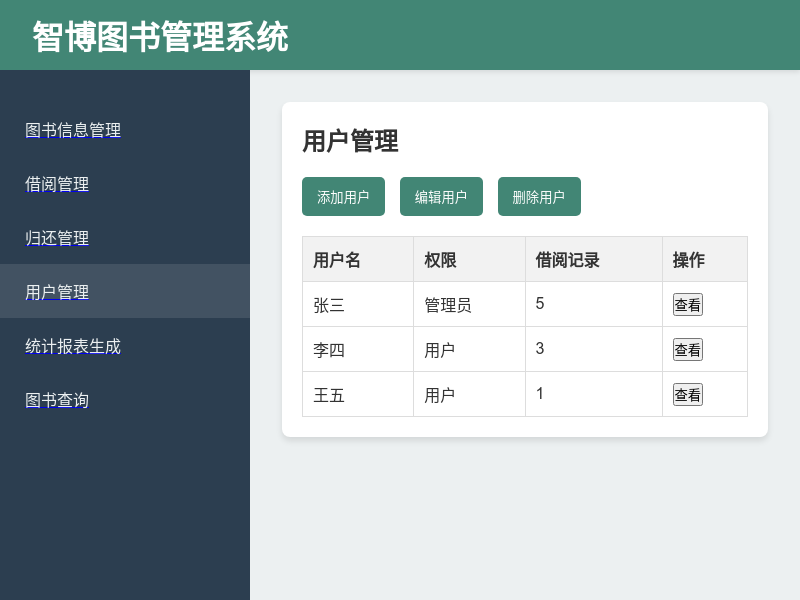 智博图书管理系统
图书信息管理
借阅管理
归还管理
用户管理
统计报表生成
图书查询
用户管理
添加用户 编辑用户 删除用户
用户名 权限 借阅记录 操作
张三 管理员 5 查看
李四 用户 3 查看
王五 用户 1 查看